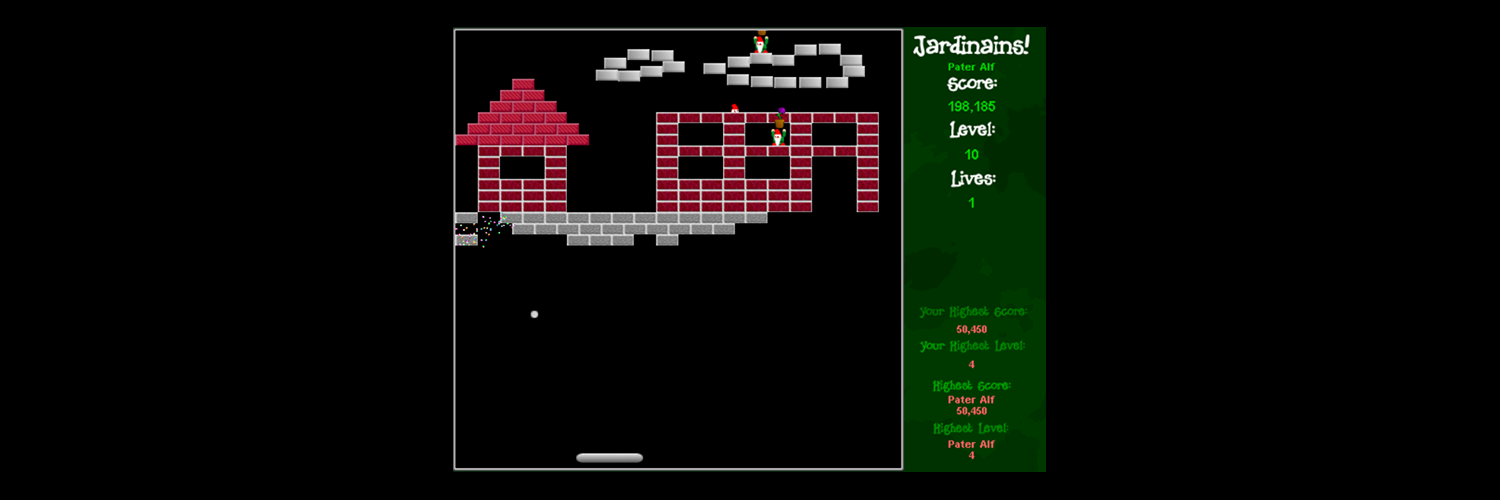 Jardinains!
Pater Alf
Score:
198,185
Level:
10
Lives:
1
Your Highest Score:
50,450
Your Highest Level:
4
Highest Score:
Pater Alf
50,450
Highest Level:
Pater Alf
4